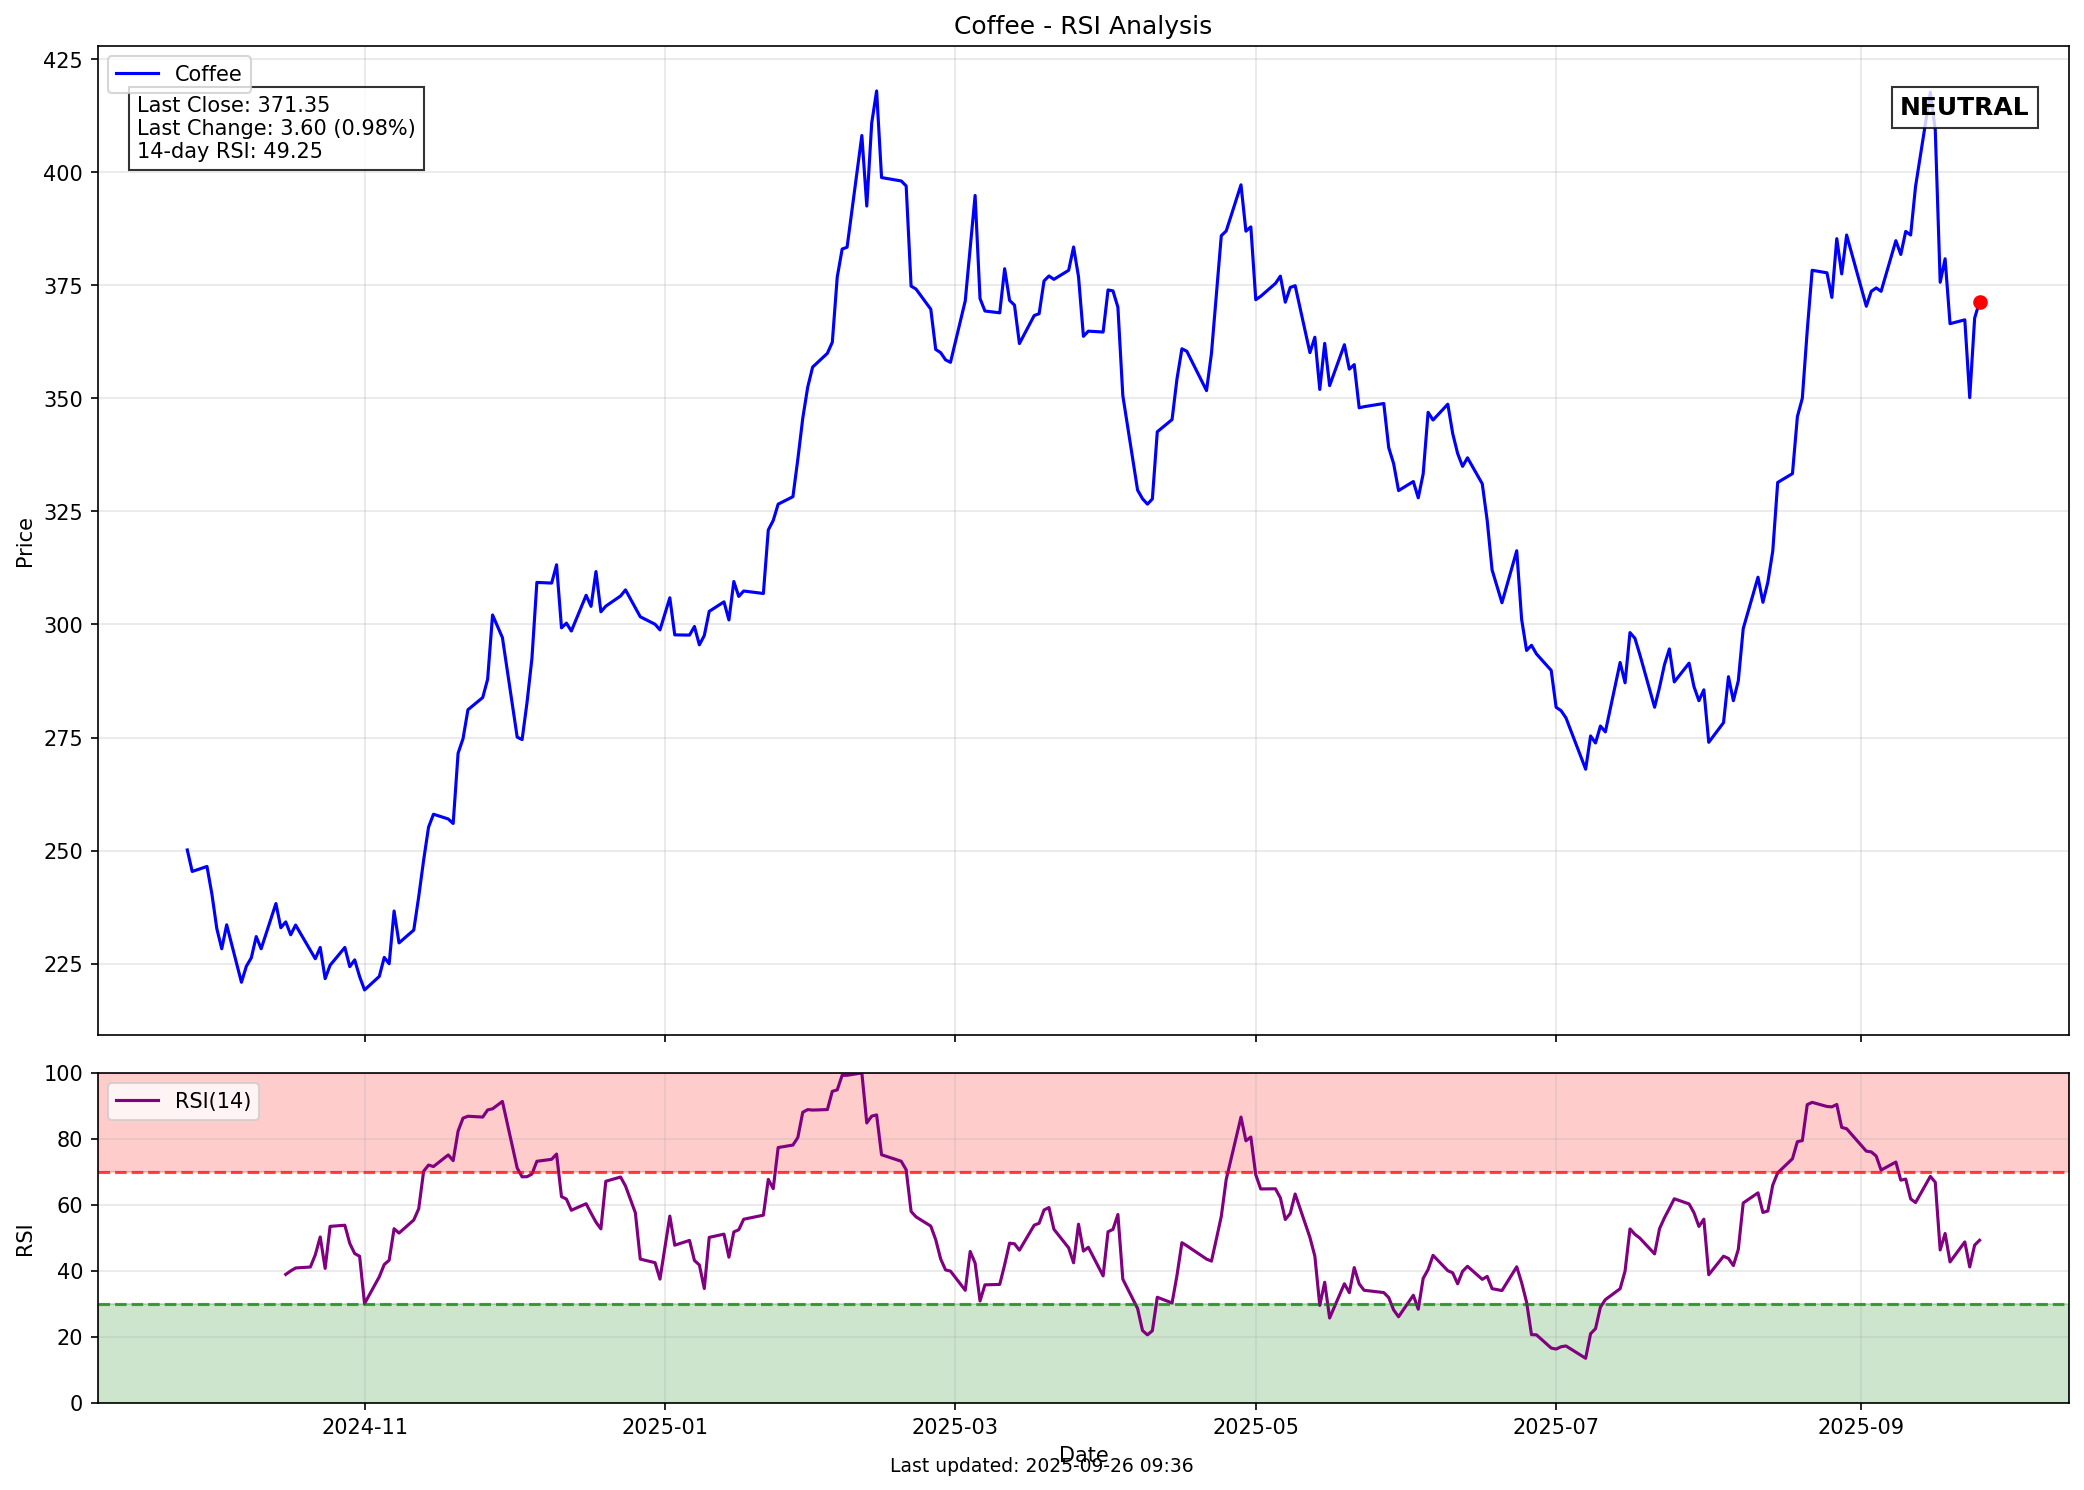 Coffee - RSI Analysis
Coffee
Last Close: 371.35
Last Change: 3.60 (0.98%)
14-day RSI: 49.25
NEUTRAL
425
400
375
350
325
300
275
250
225
Price
RSI(14)
100
80
60
40
20
0
RSI
2024-11
2025-01
2025-03
2025-05
2025-07
2025-09
Date
Last updated: 2025-09-26 09:36